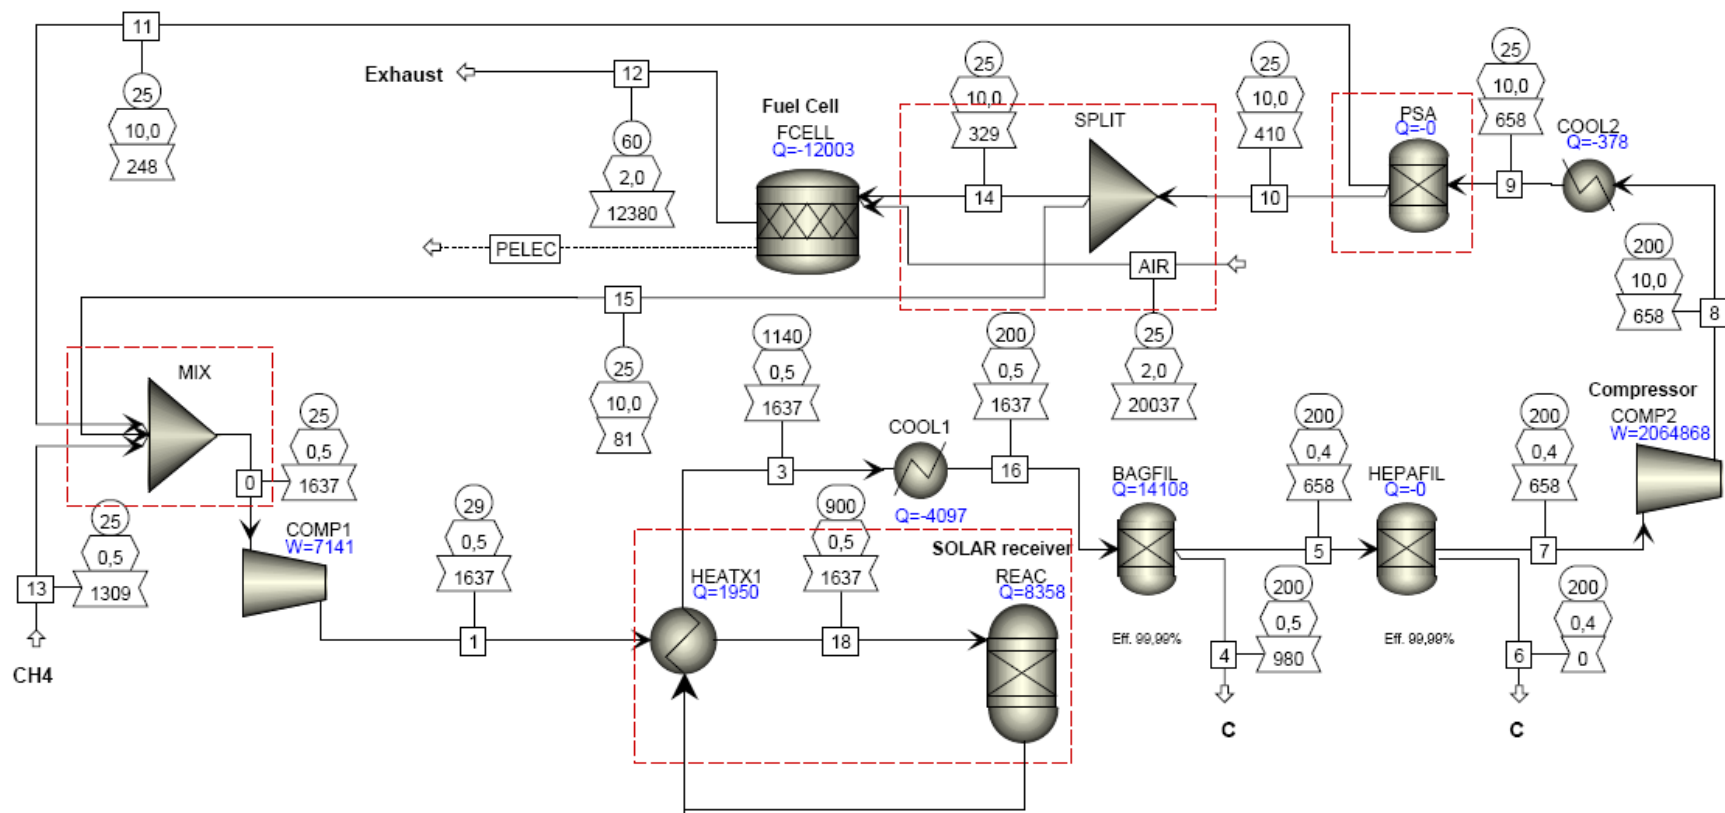 11
25
10,0
248
Exhaust
12
60
2,0
12380
Fuel Cell
FCELL
Q=-12003
PELEC
25
10,0
329
14
SPLIT
25
10,0
410
10
AIR
25
2,0
20037
PSA
Q=-0
25
10,0
658
9
COOL2
Q=-378
200
10,0
658
8
15
25
10,0
81
MIX
25
0,5
1637
0
25
0,5
1309
13
CH4
COMP1
W=7141
29
0,5
1637
1
1140
0,5
1637
3
COOL1
Q=-4097
200
0,5
1637
16
900
0,5
1637
18
SOLAR receiver
HEATX1
Q=1950
REAC
Q=8358
BAGFIL
Q=14108
Eff. 99,99%
200
0,4
658
5
4
200
0,5
980
C
HEPAFIL
Q=-0
Eff. 99,99%
200
0,4
658
7
6
200
0,4
0
C
Compressor
COMP2
W=2064868